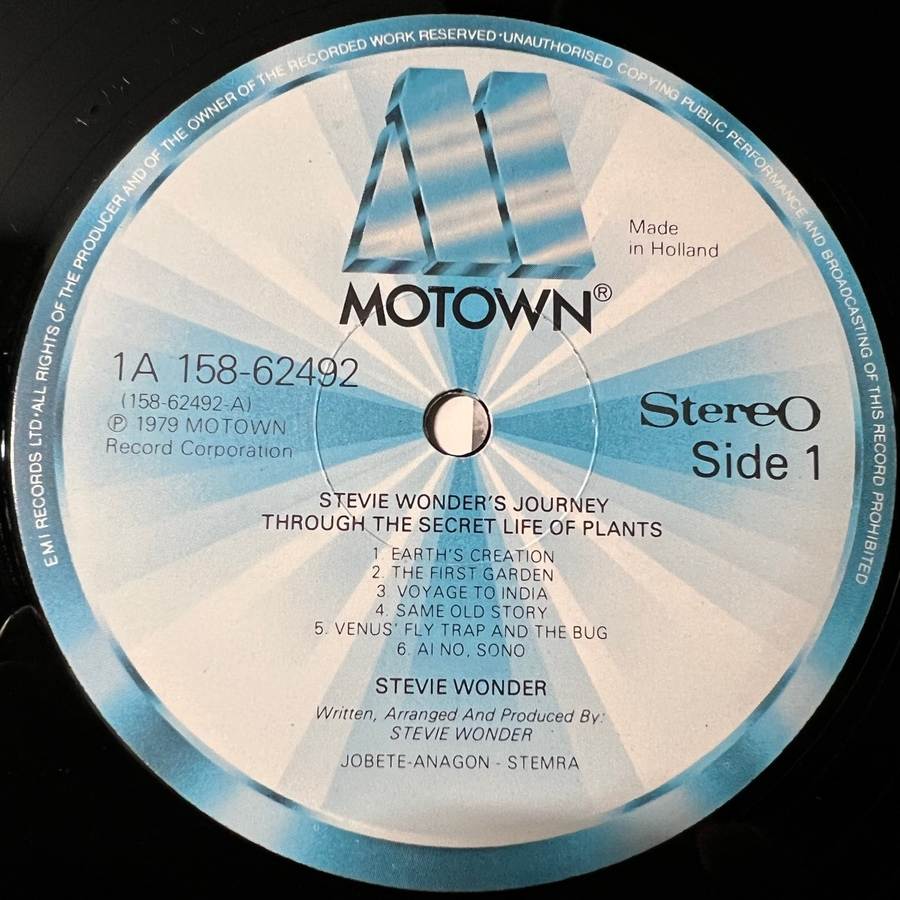 EMI RECORDS LTD·ALL RIGHTS OF THE PRODUCER AND OF THE OWNER OF THE RECORDED WORK RESERVED·UNAUTHORISED COPYING PUBLIC PERFORMANCE AND BROADCASTING OF THIS RECORD PROHIBITED
Made
in Holland
MOTOWN®
1A 158-62492
(158-62492-A)
℗ 1979 MOTOWN
Record Corporation
Stereo
Side 1
STEVIE WONDER'S JOURNEY
THROUGH THE SECRET LIFE OF PLANTS
1. EARTH'S CREATION
2. THE FIRST GARDEN
3. VOYAGE TO INDIA
4. SAME OLD STORY
5. VENUS' FLY TRAP AND THE BUG
6. AI NO, SONO
STEVIE WONDER
Written, Arranged And Produced By:
STEVIE WONDER
JOBETE-ANAGON - STEMRA